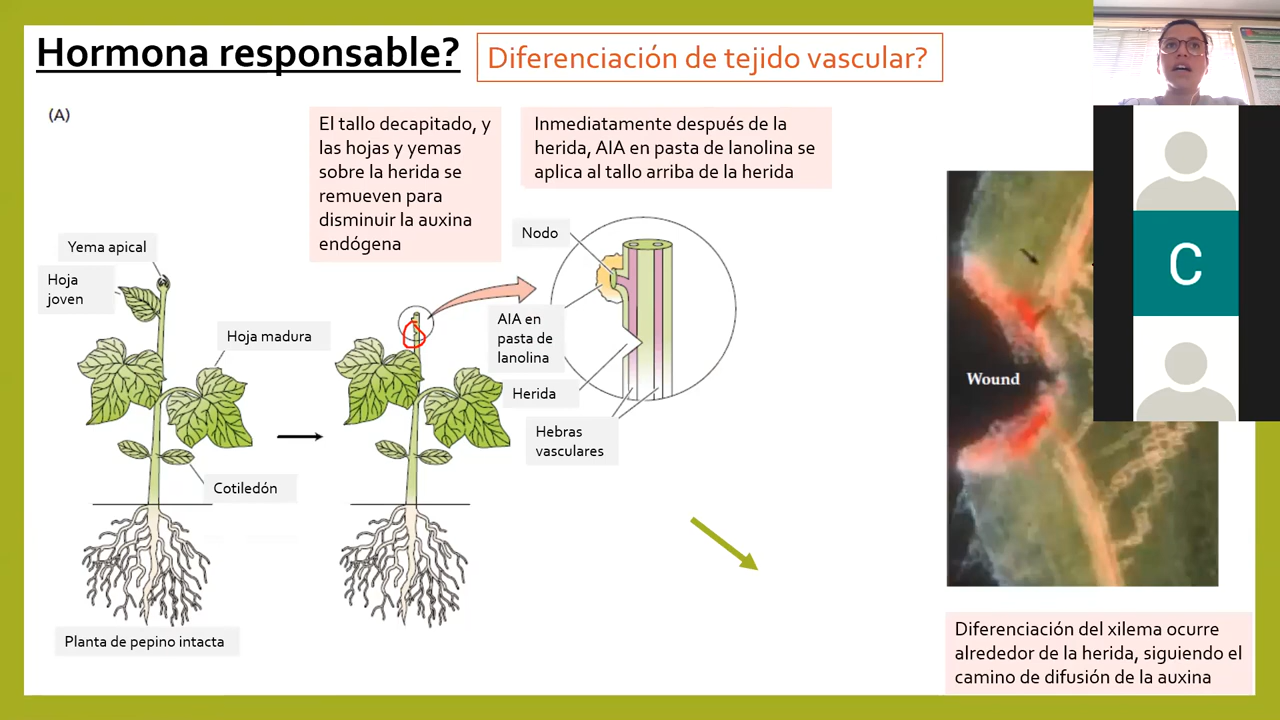 Hormona responsable?
Diferenciación de tejido vascular?
(A)
El tallo decapitado, y
las hojas y yemas
sobre la herida se
remueven para
disminuir la auxina
endógena
Inmediatamente después de la
herida, AIA en pasta de lanolina se
aplica al tallo arriba de la herida
Yema apical
Hoja
joven
Hoja madura
Cotiledón
Planta de pepino intacta
Nodo
AIA en
pasta de
lanolina
Herida
Hebras
vasculares
Wound
C
Diferenciación del xilema ocurre
alrededor de la herida, siguiendo el
camino de difusión de la auxina